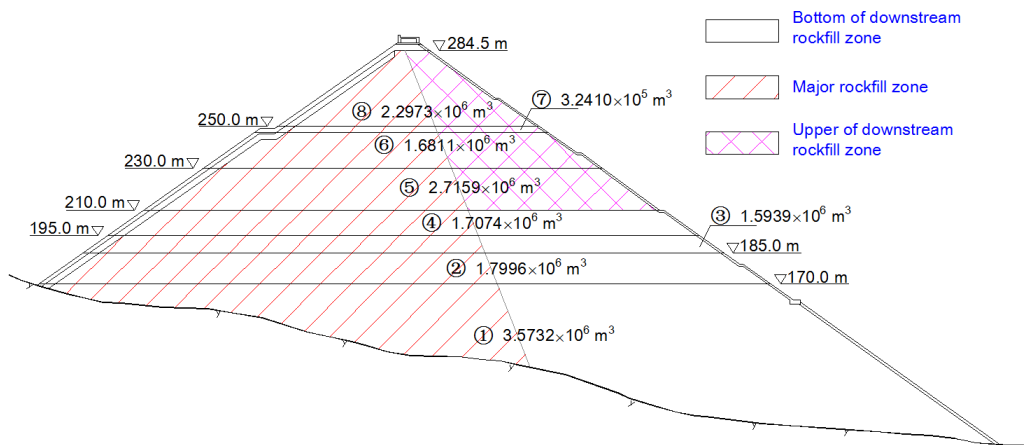 Bottom of downstream
rockfill zone
284.5 m
Major rockfill zone
⑦ 3.2410×10⁵ m³
⑧ 2.2973×10⁶ m³
250.0 m
Upper of downstream
rockfill zone
⑥ 1.6811×10⁶ m³
230.0 m
⑤ 2.7159×10⁶ m³
210.0 m
③ 1.5939×10⁶ m³
④ 1.7074×10⁶ m³
195.0 m
185.0 m
② 1.7996×10⁶ m³
170.0 m
① 3.5732×10⁶ m³